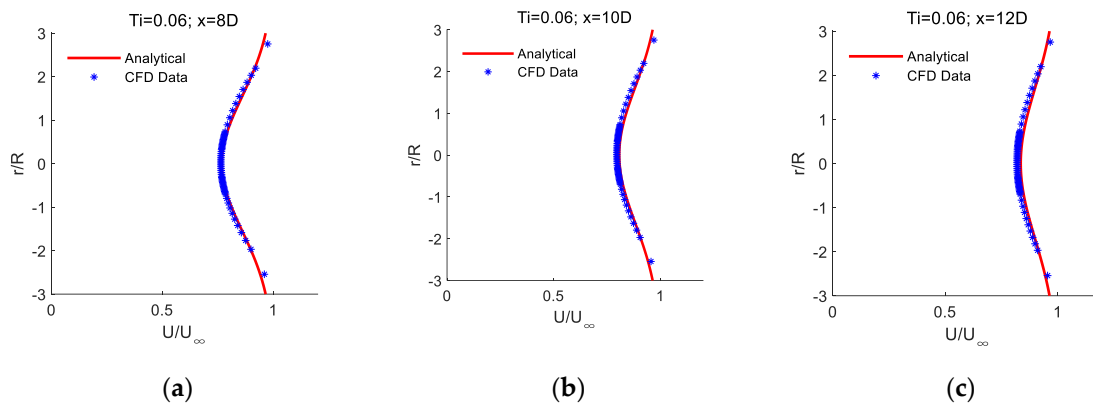 Ti=0.06; x=8D
Analytical
CFD Data
3
2
1
0
-1
-2
-3
r/R
0
0.5
1
U/U∞
(a)
Ti=0.06; x=10D
Analytical
CFD Data
3
2
1
0
-1
-2
-3
r/R
0
0.5
1
U/U∞
(b)
Ti=0.06; x=12D
Analytical
CFD Data
3
2
1
0
-1
-2
-3
r/R
0
0.5
1
U/U∞
(c)